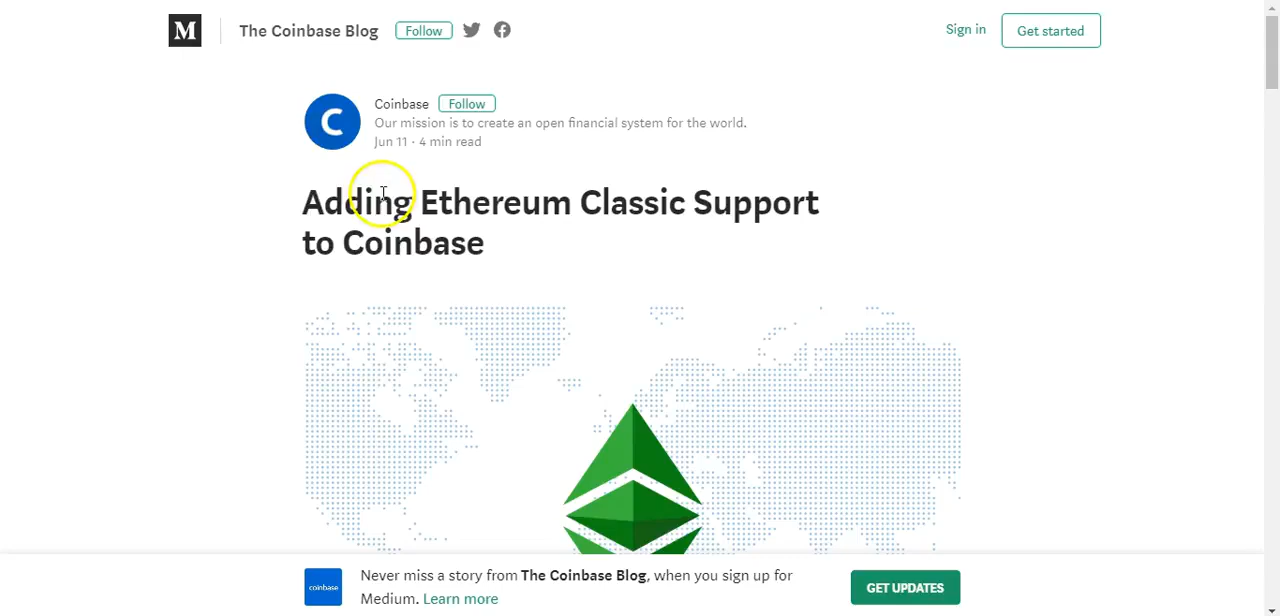 M
The Coinbase Blog Follow
Sign in Get started
C
Coinbase Follow
Our mission is to create an open financial system for the world.
Jun 11 · 4 min read
Adding Ethereum Classic Support
to Coinbase
coinbase
Never miss a story from The Coinbase Blog, when you sign up for
Medium. Learn more
GET UPDATES